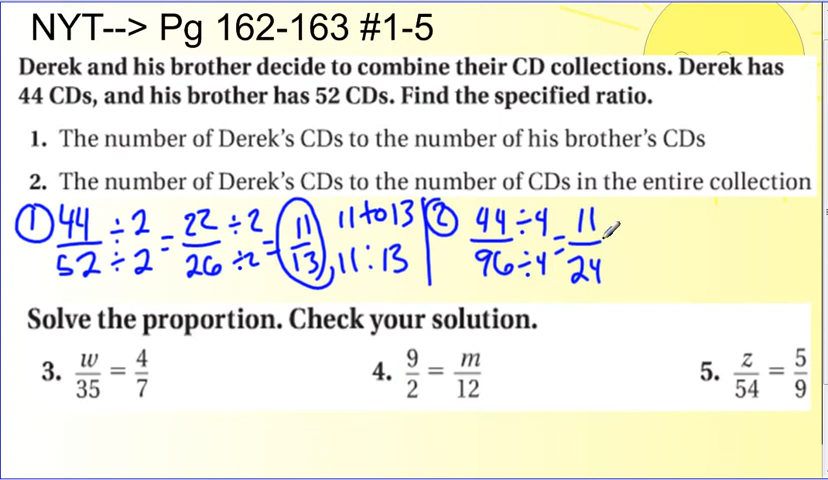 NYT--> Pg 162-163 #1-5
Derek and his brother decide to combine their CD collections. Derek has
44 CDs, and his brother has 52 CDs. Find the specified ratio.
1. The number of Derek's CDs to the number of his brother's CDs
2. The number of Derek's CDs to the number of CDs in the entire collection
① 44/52 ÷2/÷2 = 22/26 ÷2/÷2 = 11/13, 11 to 13, 11:13
② 44÷4/96÷4 = 11/24
Solve the proportion. Check your solution.
3. w/35 = 4/7 4. 9/2 = m/12 5. z/54 = 5/9